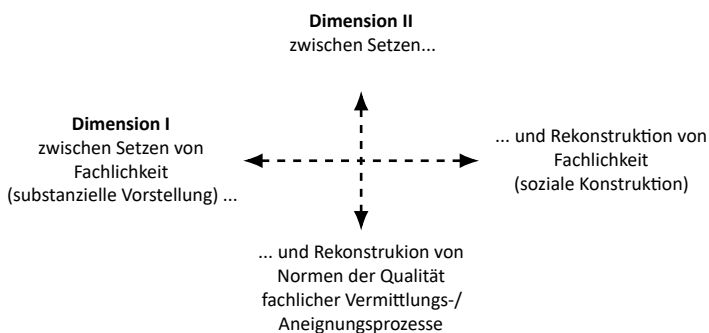 Dimension II
zwischen Setzen...
Dimension I
zwischen Setzen von
Fachlichkeit
(substanzielle Vorstellung) ...
... und Rekonstruktion von
Fachlichkeit
(soziale Konstruktion)
... und Rekonstrukion von
Normen der Qualität
fachlicher Vermittlungs-/
Aneignungsprozesse